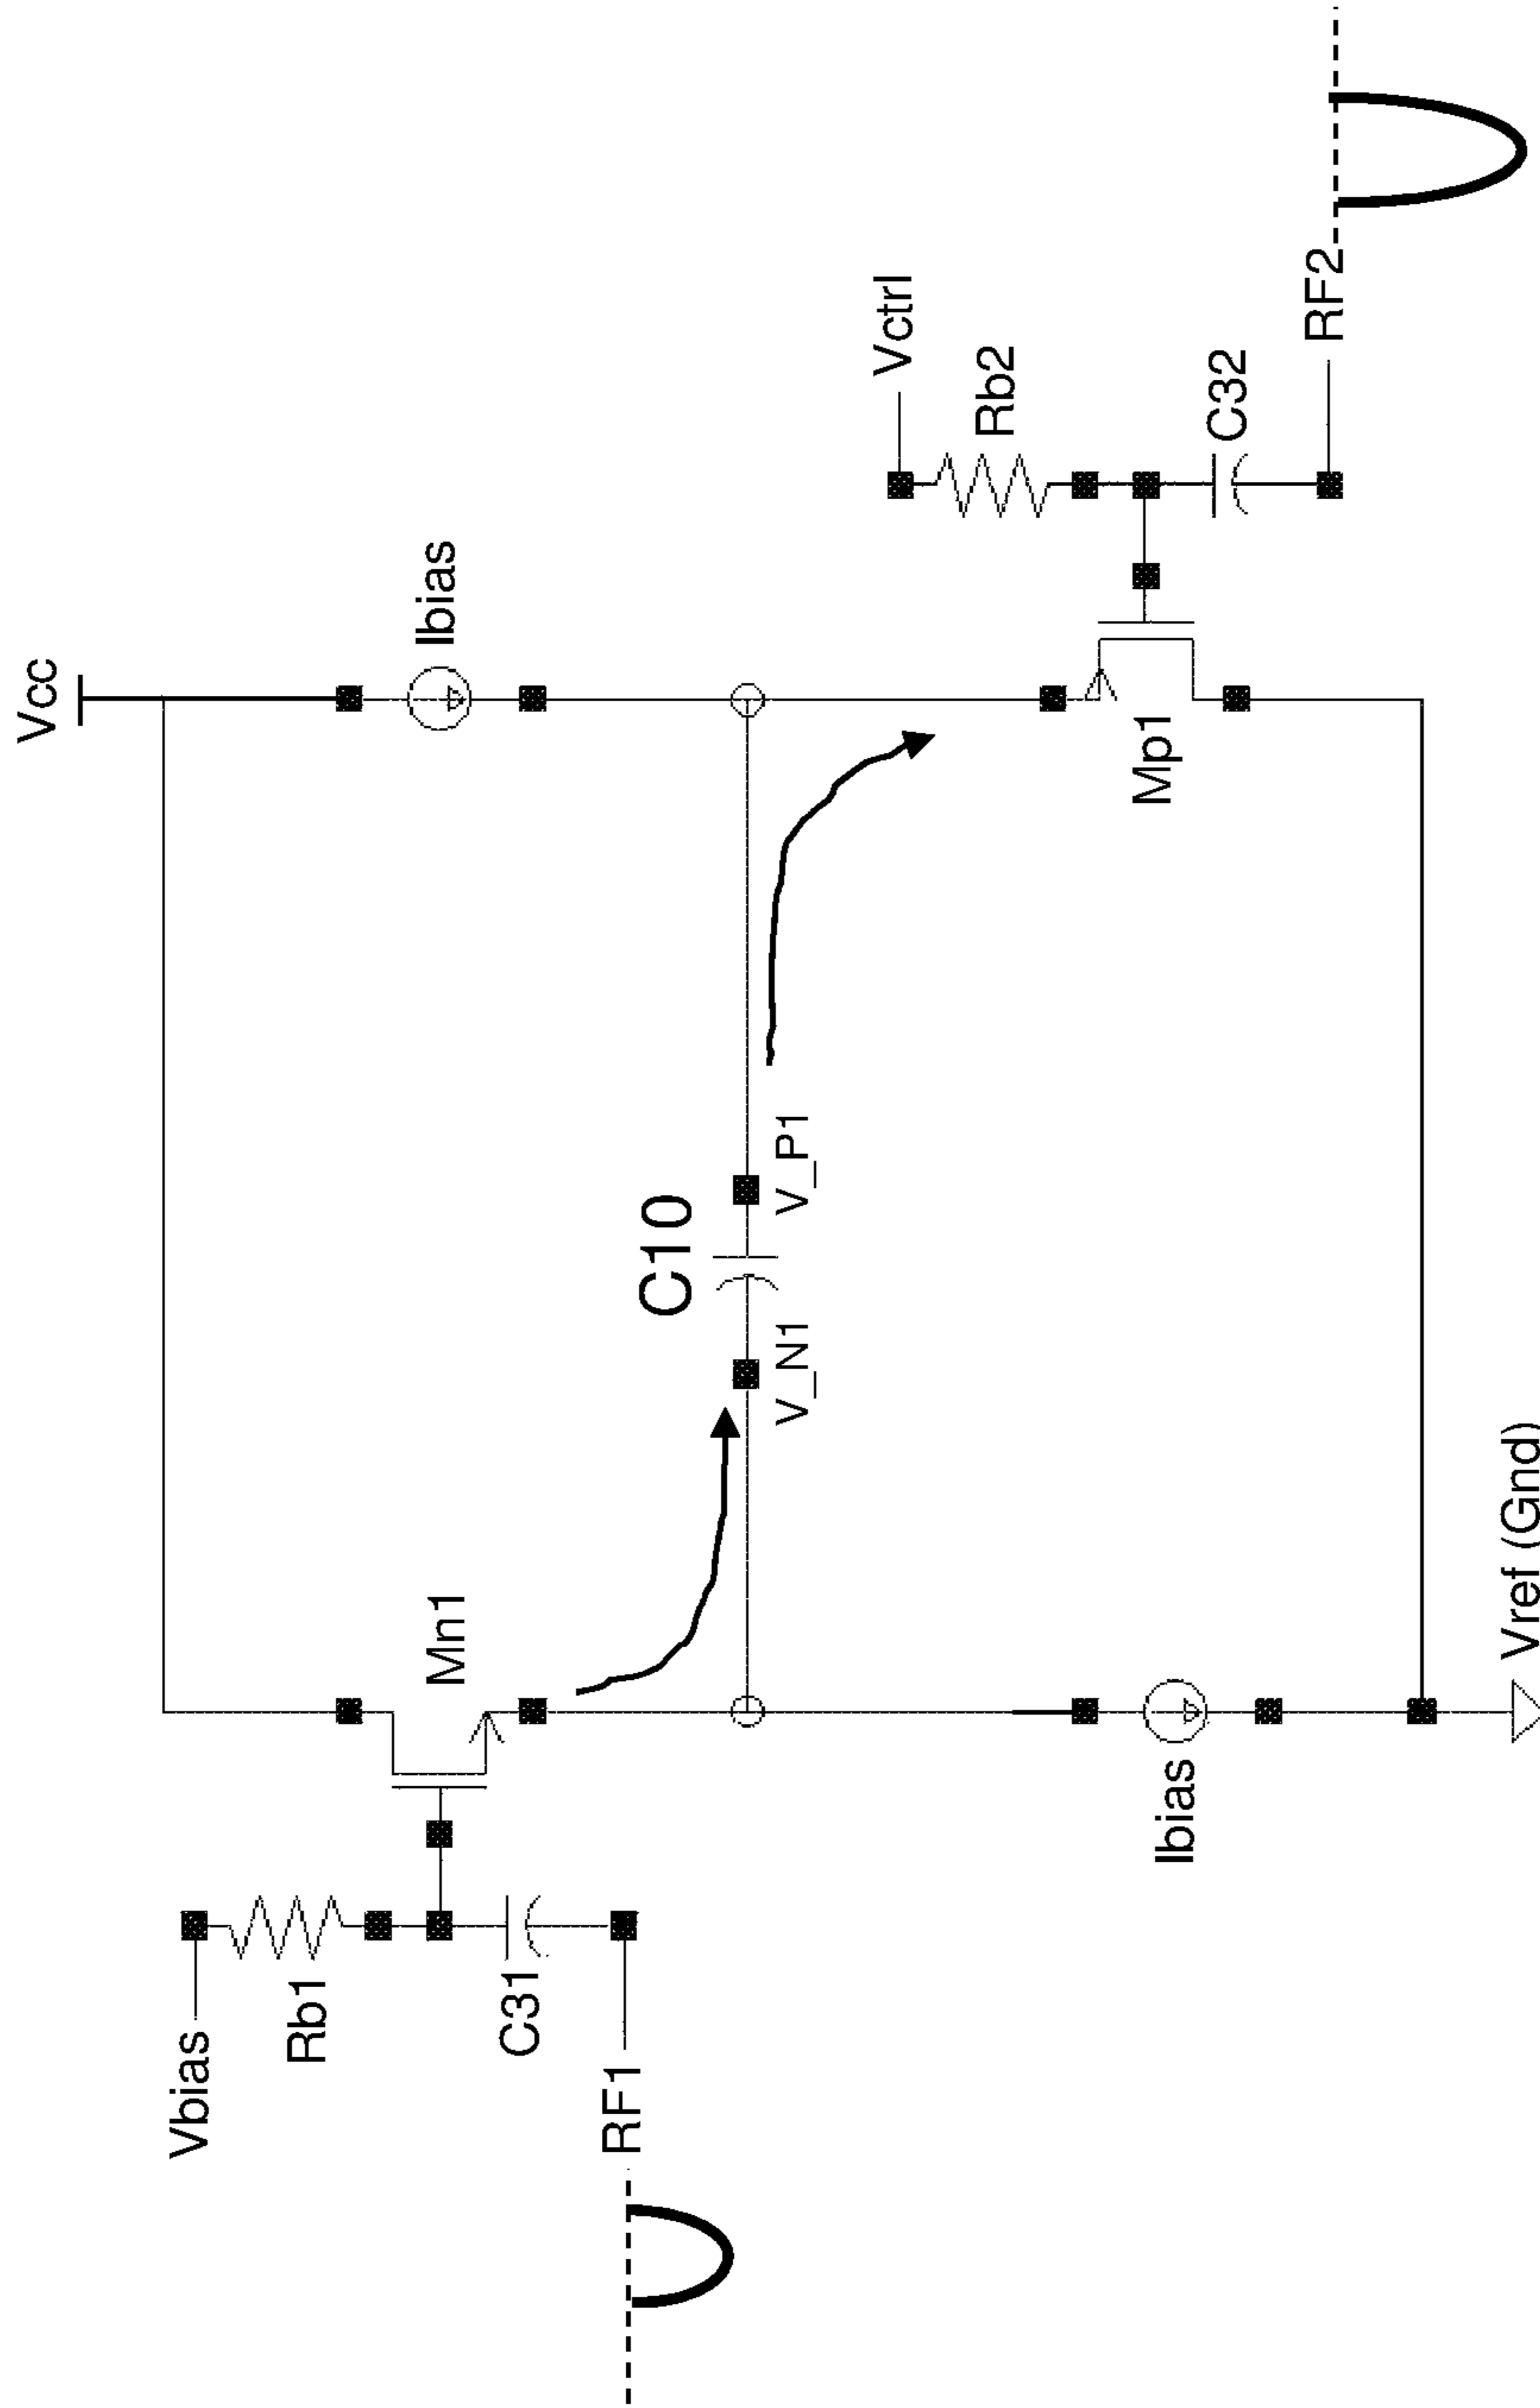 Vcc
Ibias
Vctrl
Rb2
C32
RF2
Mp1
C10
V_N1
V_P1
Mn1
Vbias
Rb1
C31
RF1
Ibias
Vref (Gnd)